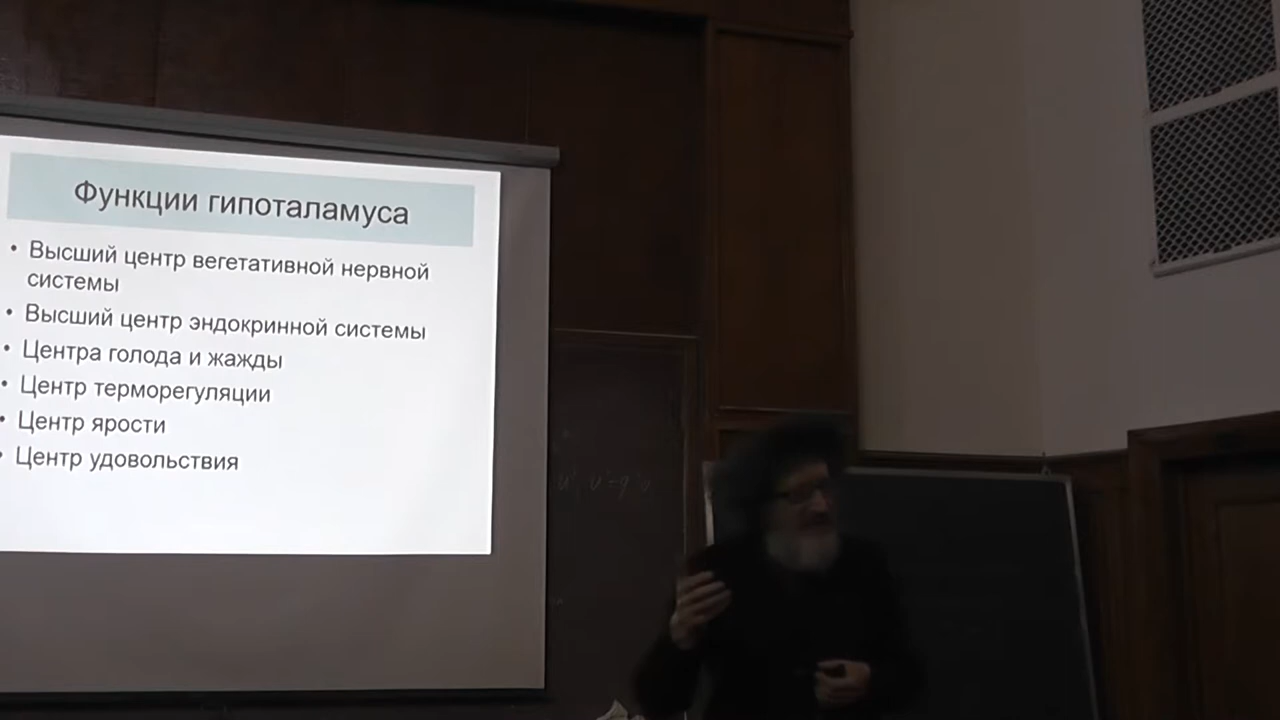 Функции гипоталамуса
• Высший центр вегетативной нервной
системы
• Высший центр эндокринной системы
• Центра голода и жажды
• Центр терморегуляции
• Центр ярости
• Центр удовольствия